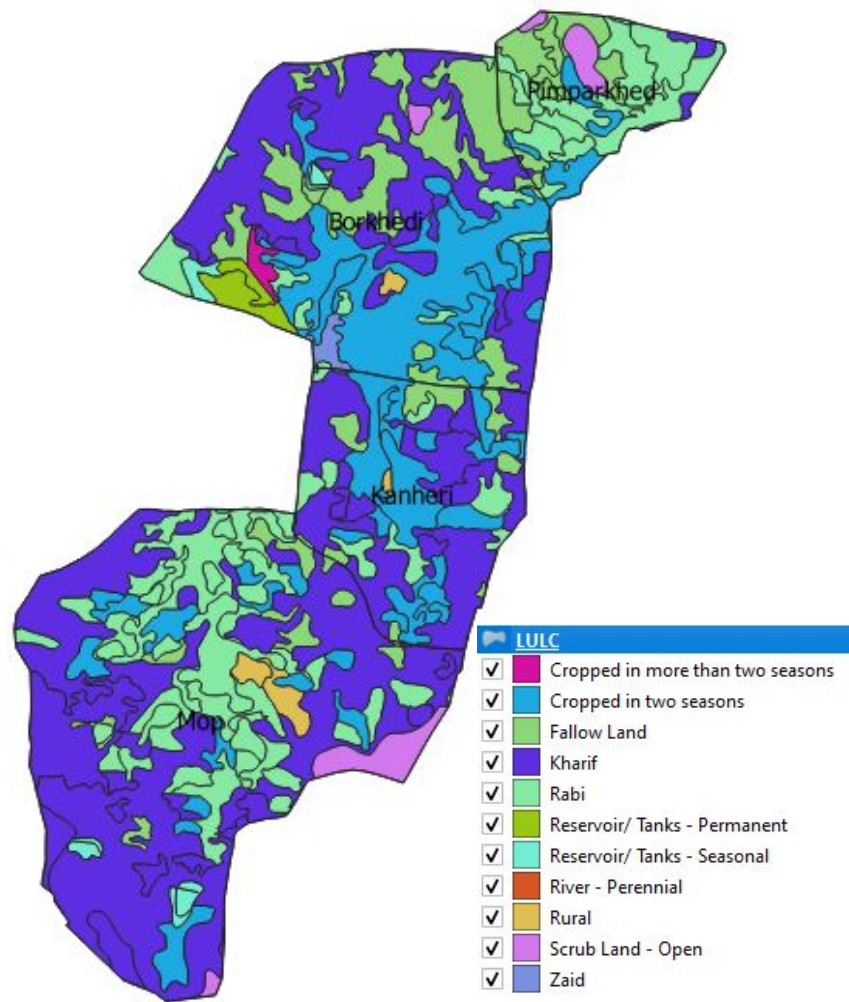 Pimparkhed
Borkhedi
Kanheri
Mop
LULC
Cropped in more than two seasons
Cropped in two seasons
Fallow Land
Kharif
Rabi
Reservoir/ Tanks - Permanent
Reservoir/ Tanks - Seasonal
River - Perennial
Rural
Scrub Land - Open
Zaid